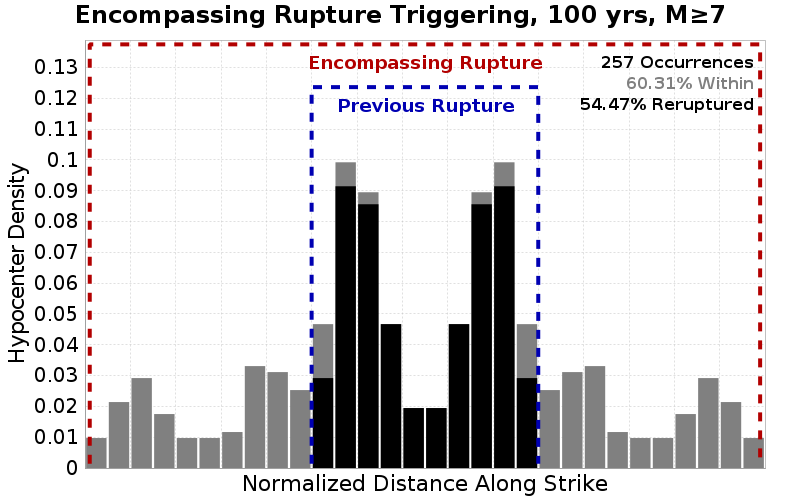 Encompassing Rupture Triggering, 100 yrs, M≥7
Encompassing Rupture
257 Occurrences
60.31% Within
54.47% Reruptured
Previous Rupture
Hypocenter Density
0.13
0.12
0.11
0.1
0.09
0.08
0.07
0.06
0.05
0.04
0.03
0.02
0.01
0
Normalized Distance Along Strike